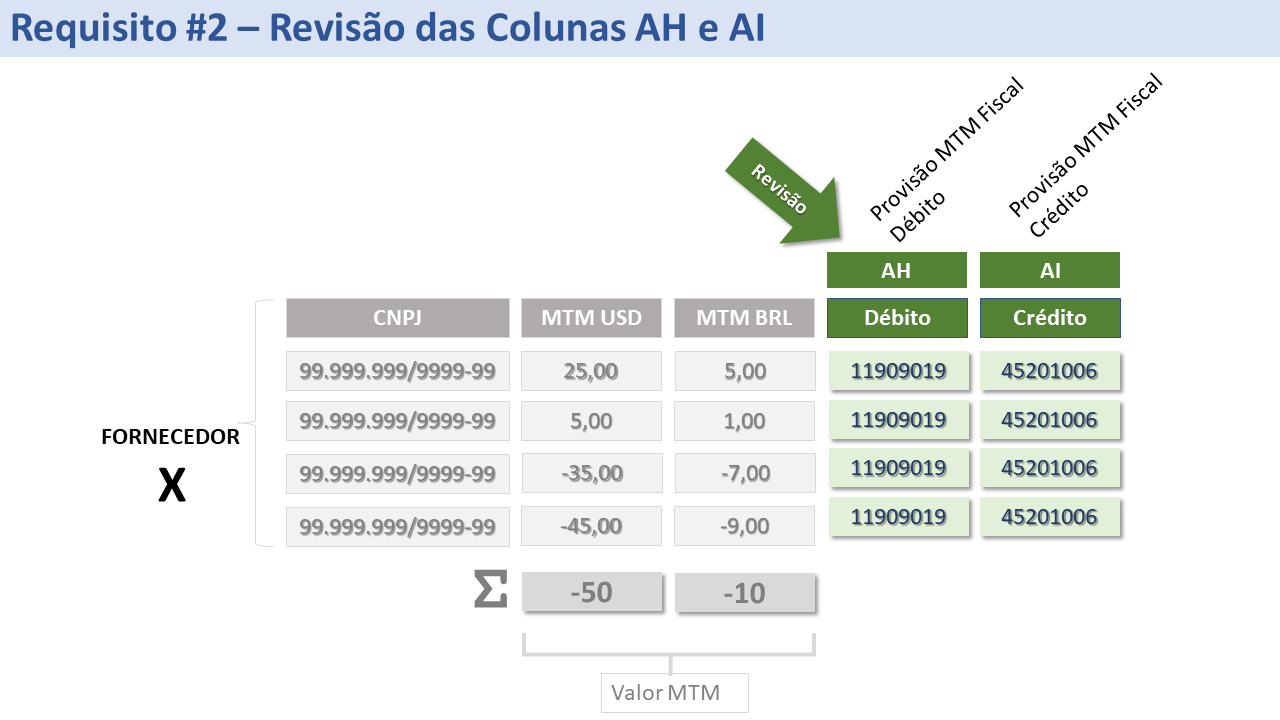 Requisito #2 – Revisão das Colunas AH e AI
Revisão
Provisão MTM Fiscal
Débito
Provisão MTM Fiscal
Crédito
AH AI
CNPJ MTM USD MTM BRL Débito Crédito
99.999.999/9999-99 25,00 5,00 11909019 45201006
99.999.999/9999-99 5,00 1,00 11909019 45201006
FORNECEDOR
X
99.999.999/9999-99 -35,00 -7,00 11909019 45201006
99.999.999/9999-99 -45,00 -9,00 11909019 45201006
Σ -50 -10
Valor MTM